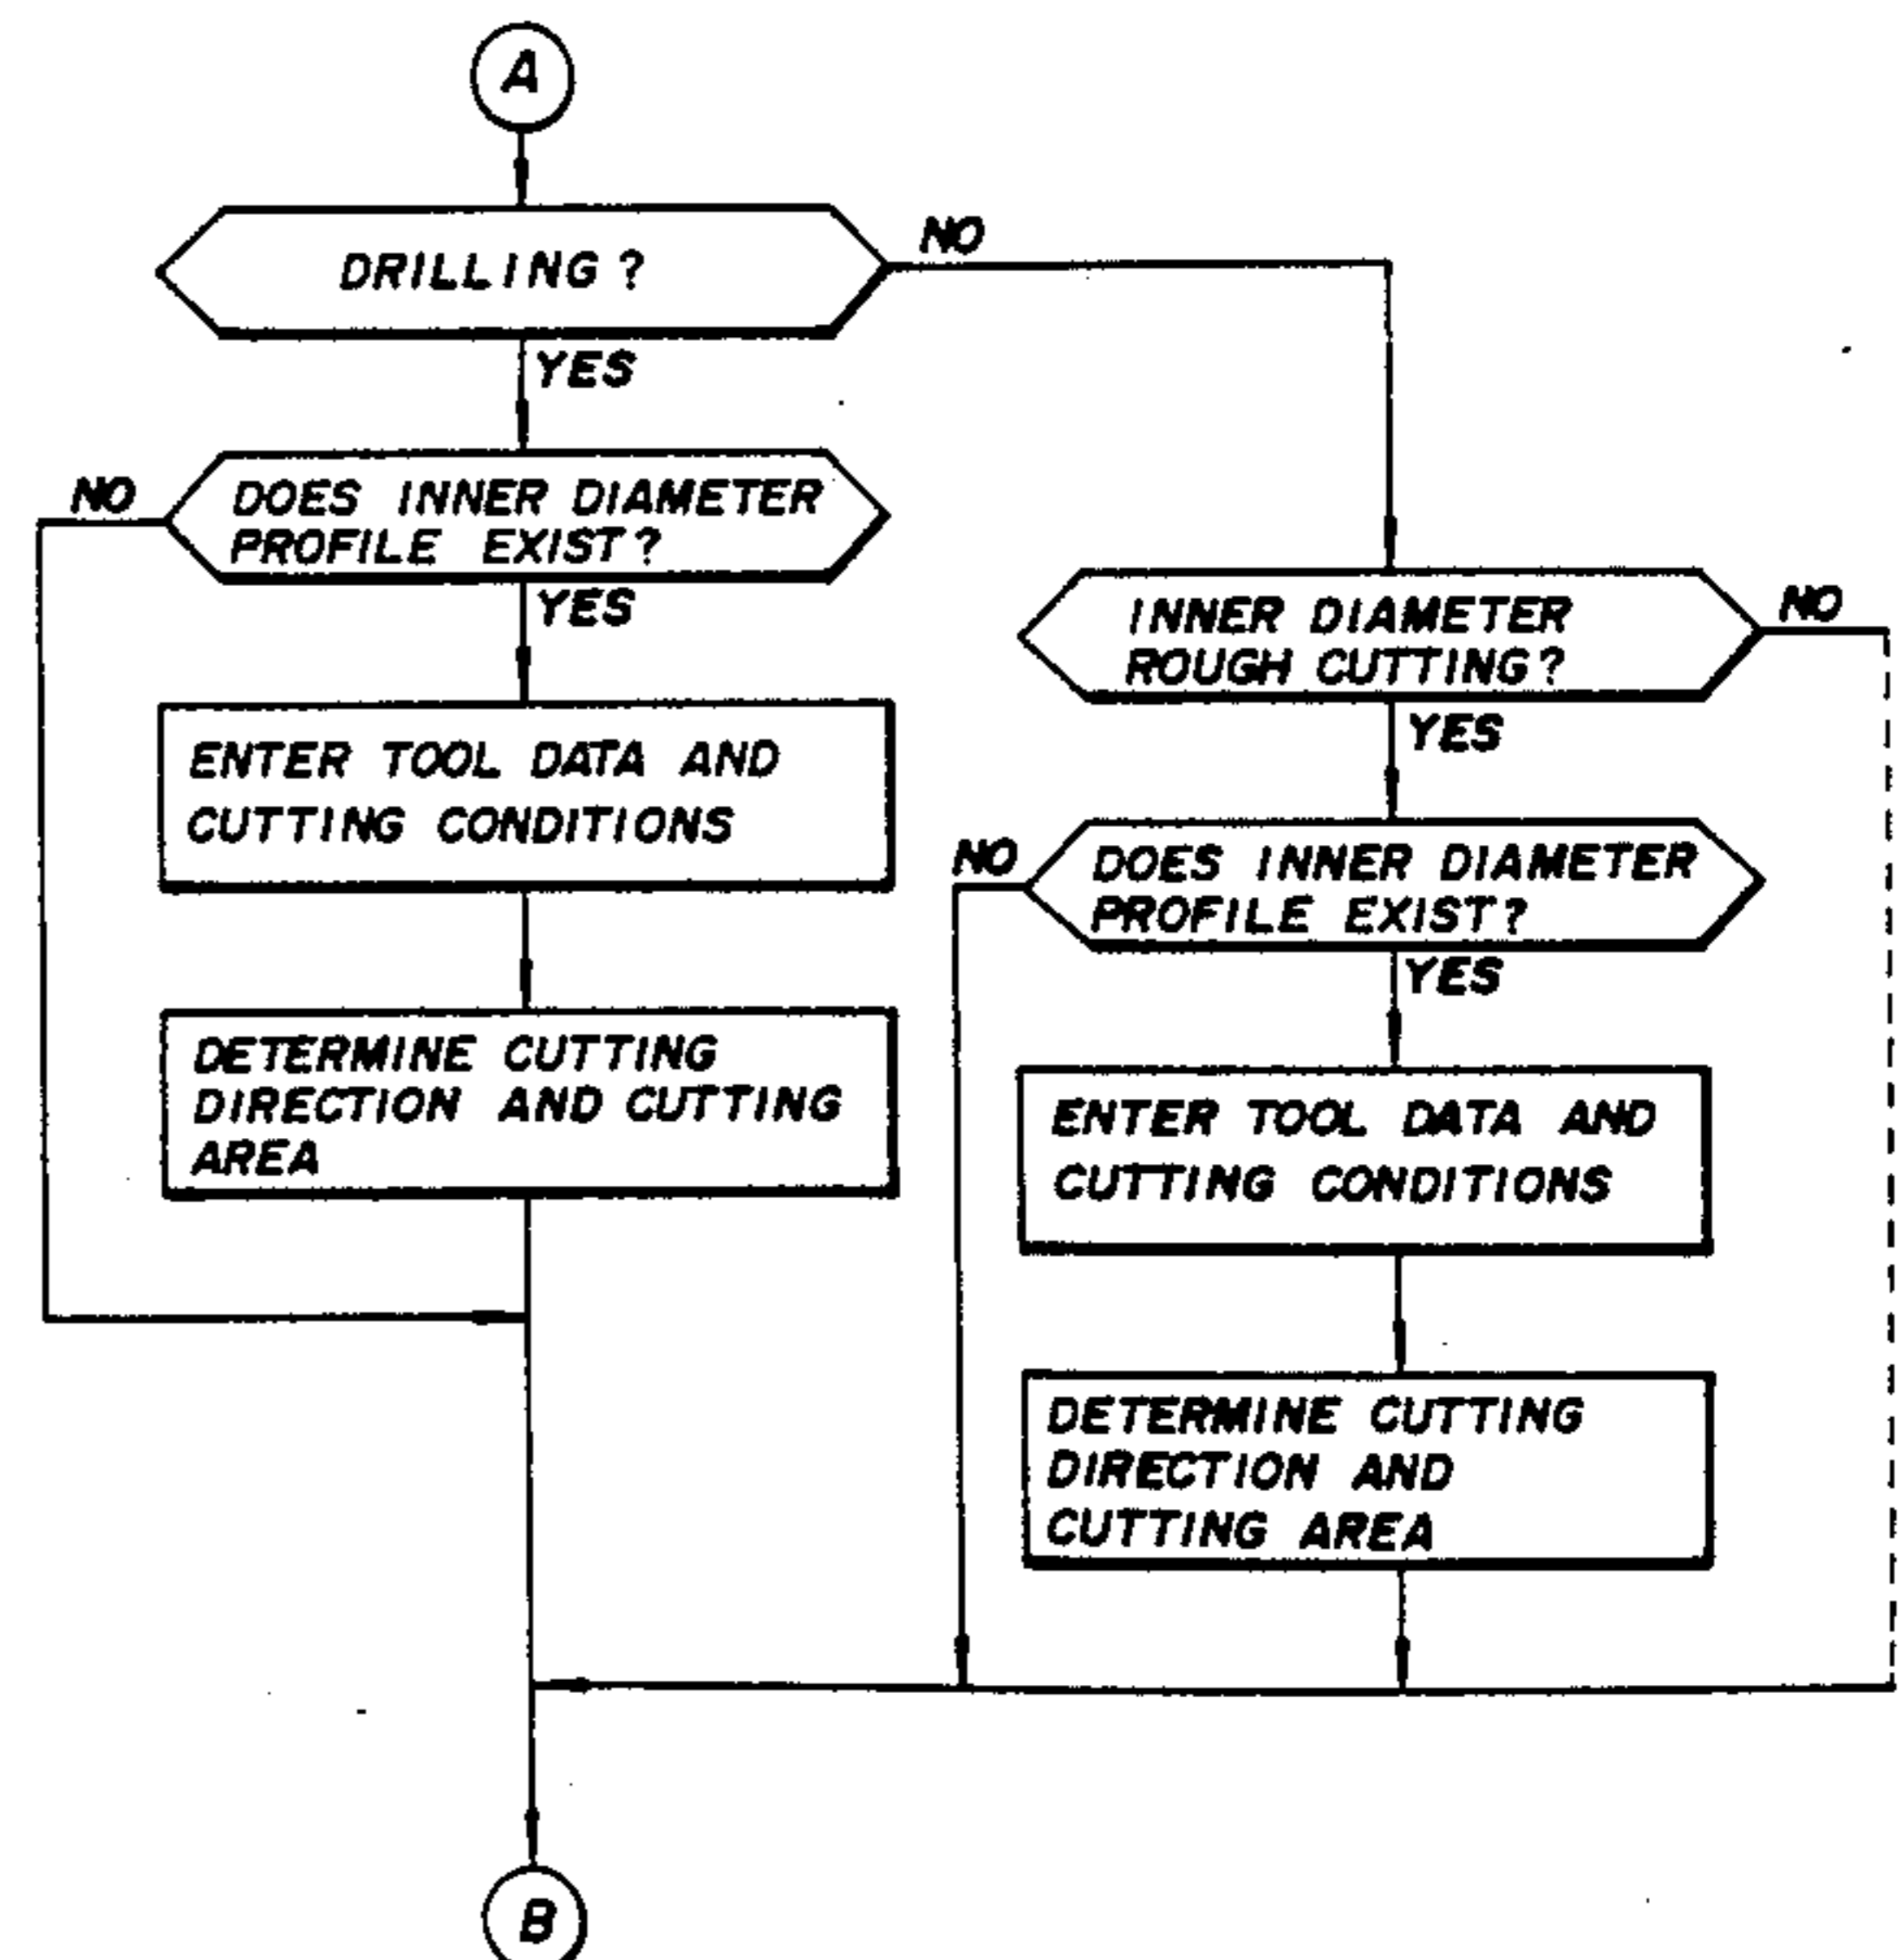 A
DRILLING?
NO
YES
NO
DOES INNER DIAMETER
PROFILE EXIST?
YES
ENTER TOOL DATA AND
CUTTING CONDITIONS
DETERMINE CUTTING
DIRECTION AND CUTTING
AREA
INNER DIAMETER
ROUGH CUTTING?
NO
YES
NO
DOES INNER DIAMETER
PROFILE EXIST?
YES
ENTER TOOL DATA AND
CUTTING CONDITIONS
DETERMINE CUTTING
DIRECTION AND
CUTTING AREA
B